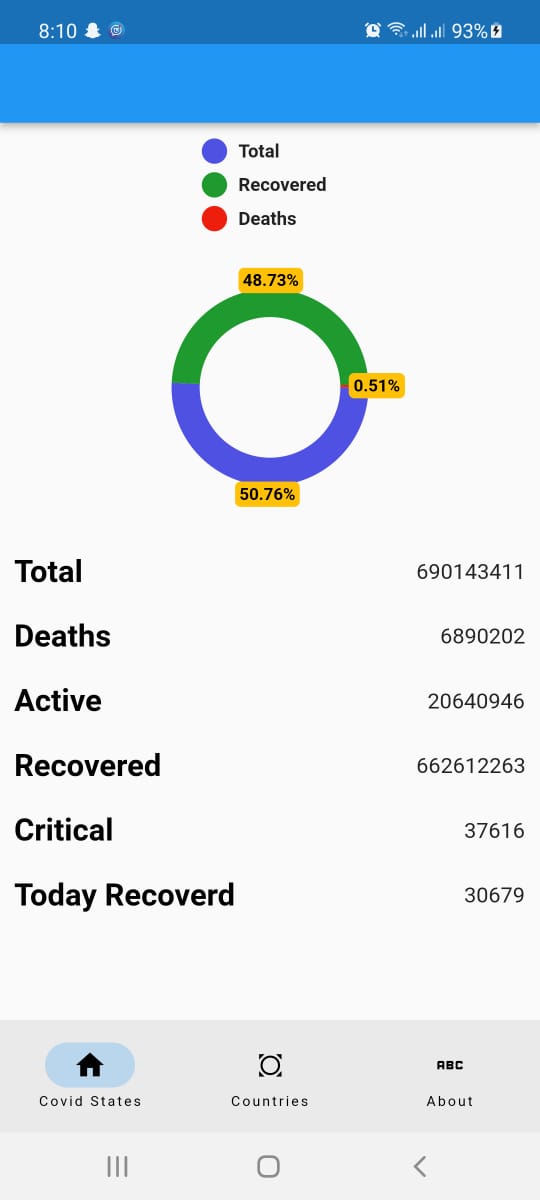 8:10 93%
Total
Recovered
Deaths
48.73%
0.51%
50.76%
Total 690143411
Deaths 6890202
Active 20640946
Recovered 662612263
Critical 37616
Today Recoverd 30679
ABC
Covid States Countries About